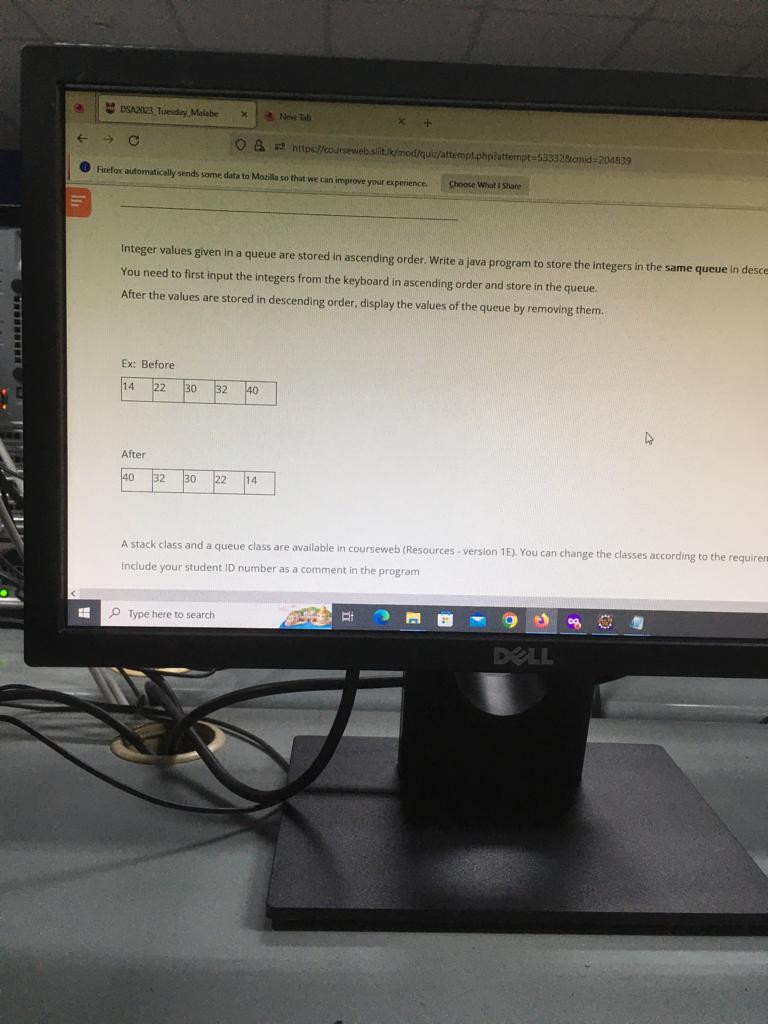 DSA2023_Tuesday_Malabe
New Tab
https://courseweb.sliit.lk/mod/quiz/attempt.php?attempt=53332&cmid=204839
Firefox automatically sends some data to Mozilla so that we can improve your experience. Choose What I Share
Integer values given in a queue are stored in ascending order. Write a java program to store the integers in the same queue in desce
You need to first input the integers from the keyboard in ascending order and store in the queue.
After the values are stored in descending order, display the values of the queue by removing them.
Ex: Before
14 22 30 32 40
After
40 32 30 22 14
A stack class and a queue class are available in courseweb (Resources - version 1E). You can change the classes according to the requirem
Include your student ID number as a comment in the program
Type here to search
DELL